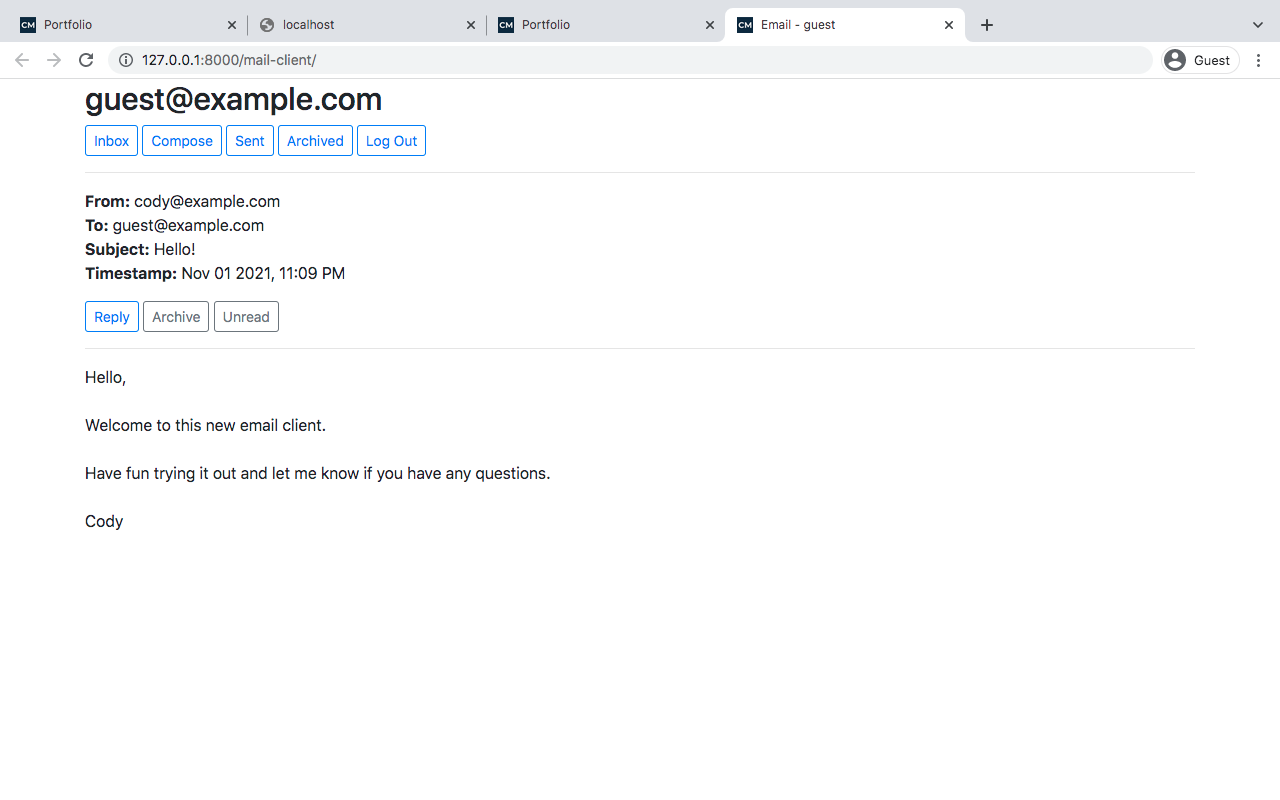 CM Portfolio
localhost
CM Portfolio
CM Email - guest
127.0.0.1:8000/mail-client/
Guest
guest@example.com
Inbox Compose Sent Archived Log Out
From: cody@example.com
To: guest@example.com
Subject: Hello!
Timestamp: Nov 01 2021, 11:09 PM
Reply Archive Unread
Hello,
Welcome to this new email client.
Have fun trying it out and let me know if you have any questions.
Cody